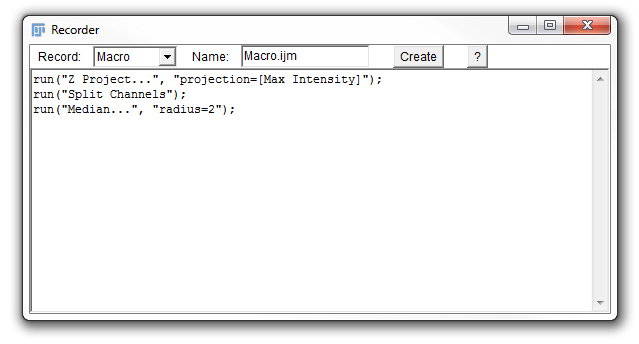 Recorder
Record: Macro Name: Macro.ijm Create ?
run("Z Project...", "projection=[Max Intensity]");
run("Split Channels");
run("Median...", "radius=2");